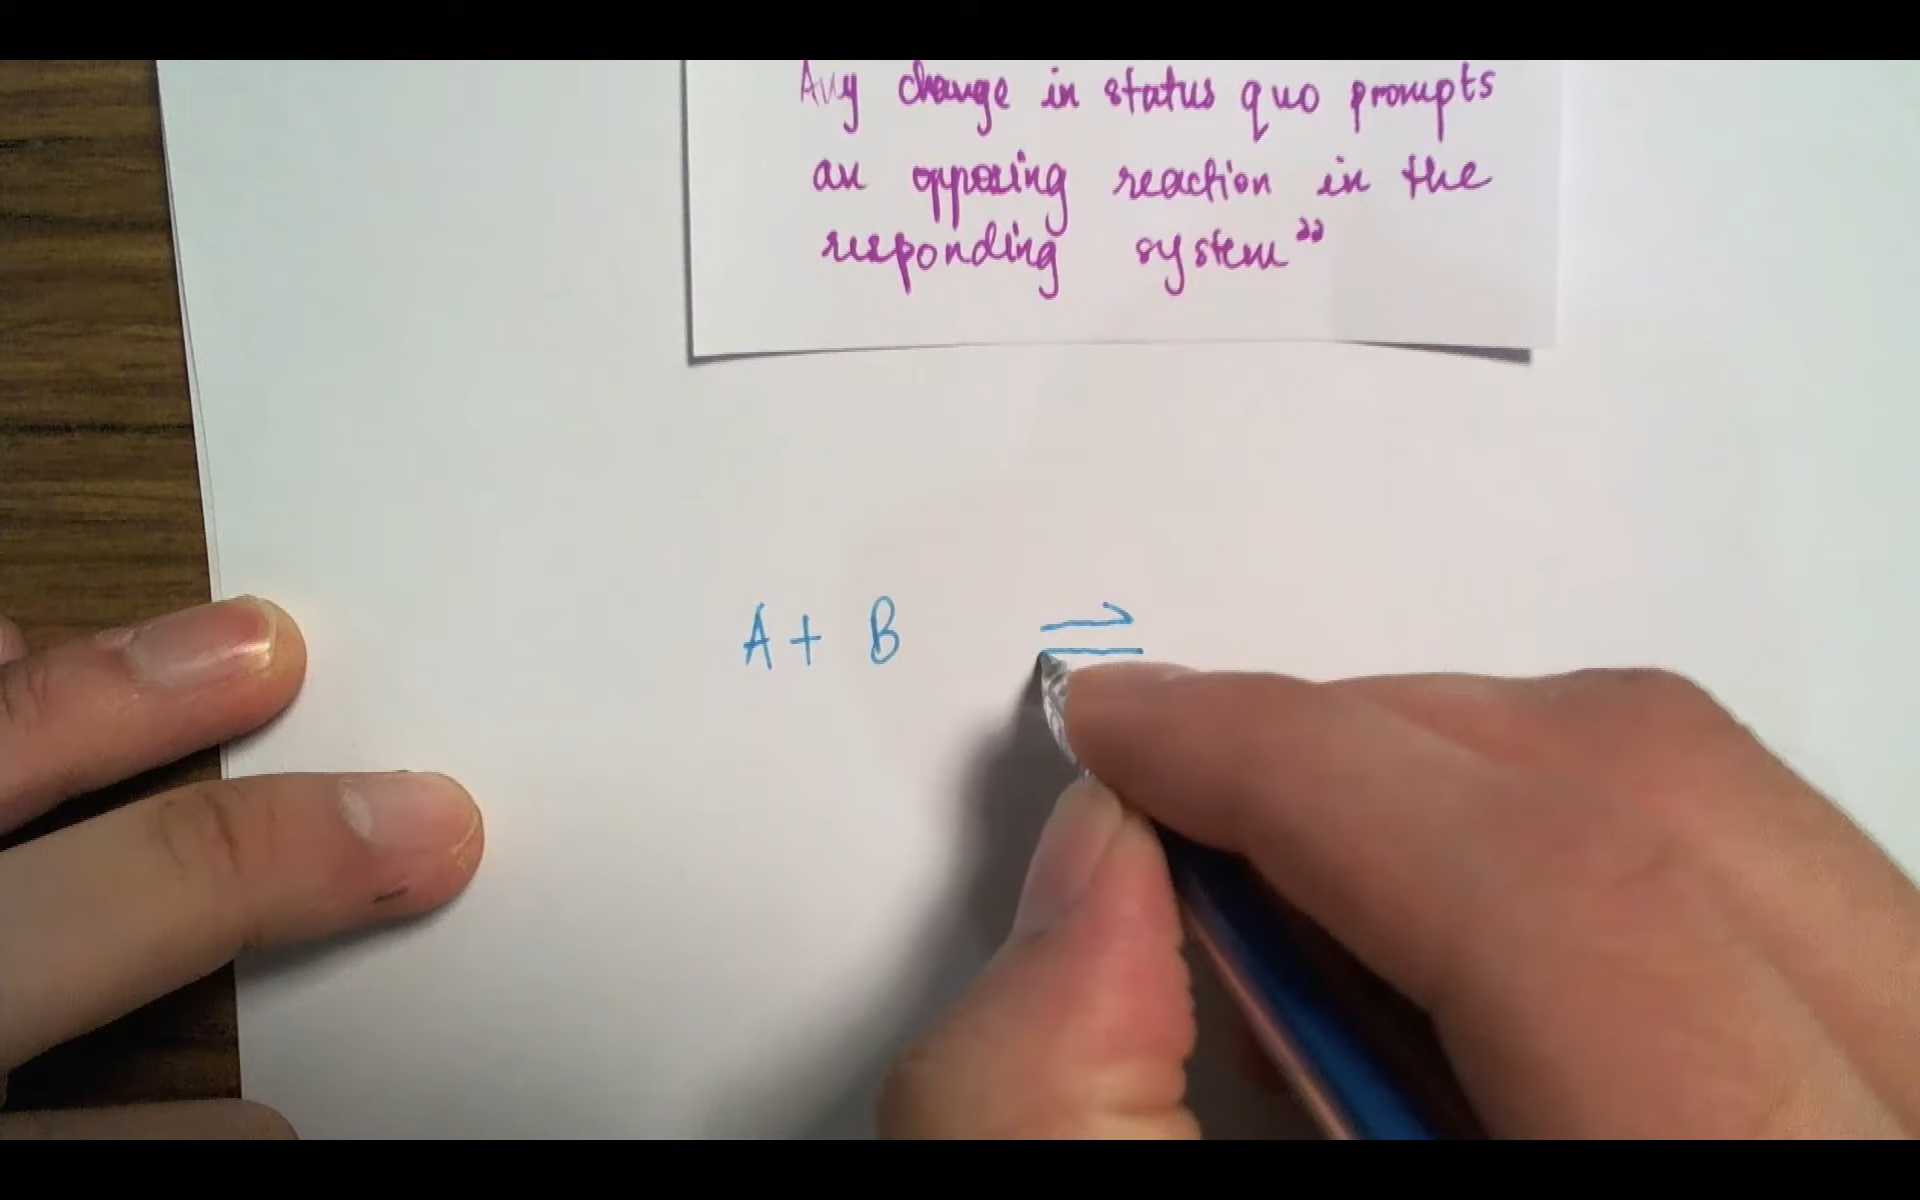 Any change in status quo prompts
an opposing reaction in the
responding system"
A + B ⇌